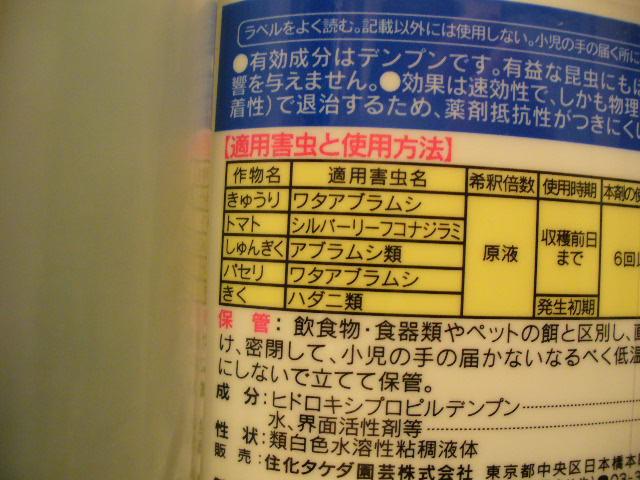 ラベルをよく読む。記載以外には使用しない。小児の手の届く所に
●有効成分はデンプンです。有益な昆虫にも
響を与えません。●効果は速効性で、しかも物理
着性）で退治するため、薬剤抵抗性がつきにく
【適用害虫と使用方法】
作物名 適用害虫名 希釈倍数 使用時期 本剤の使
きゅうり ワタアブラムシ
トマト シルバーリーフコナジラミ
しゅんぎく アブラムシ類 原液 収穫前日まで 6回
パセリ ワタアブラムシ
きく ハダニ類 発生初期
保 管：飲食物・食器類やペットの餌と区別し、直
け、密閉して、小児の手の届かないなるべく低温
にしないで立てて保管。
成 分：ヒドロキシプロピルデンプン
水、界面活性剤等
性 状：類白色水溶性粘稠液体
販 売：住化タケダ園芸株式会社 東京都中央区日本橋本